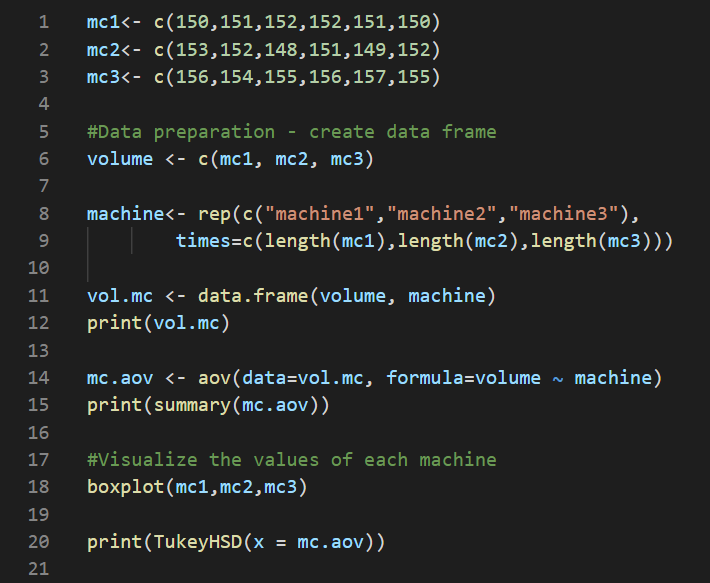 1 mc1<- c(150,151,152,152,151,150)
2 mc2<- c(153,152,148,151,149,152)
3 mc3<- c(156,154,155,156,157,155)
4
5 #Data preparation - create data frame
6 volume <- c(mc1, mc2, mc3)
7
8 machine<- rep(c("machine1","machine2","machine3"),
9         times=c(length(mc1),length(mc2),length(mc3)))
10
11 vol.mc <- data.frame(volume, machine)
12 print(vol.mc)
13
14 mc.aov <- aov(data=vol.mc, formula=volume ~ machine)
15 print(summary(mc.aov))
16
17 #Visualize the values of each machine
18 boxplot(mc1,mc2,mc3)
19
20 print(TukeyHSD(x = mc.aov))
21